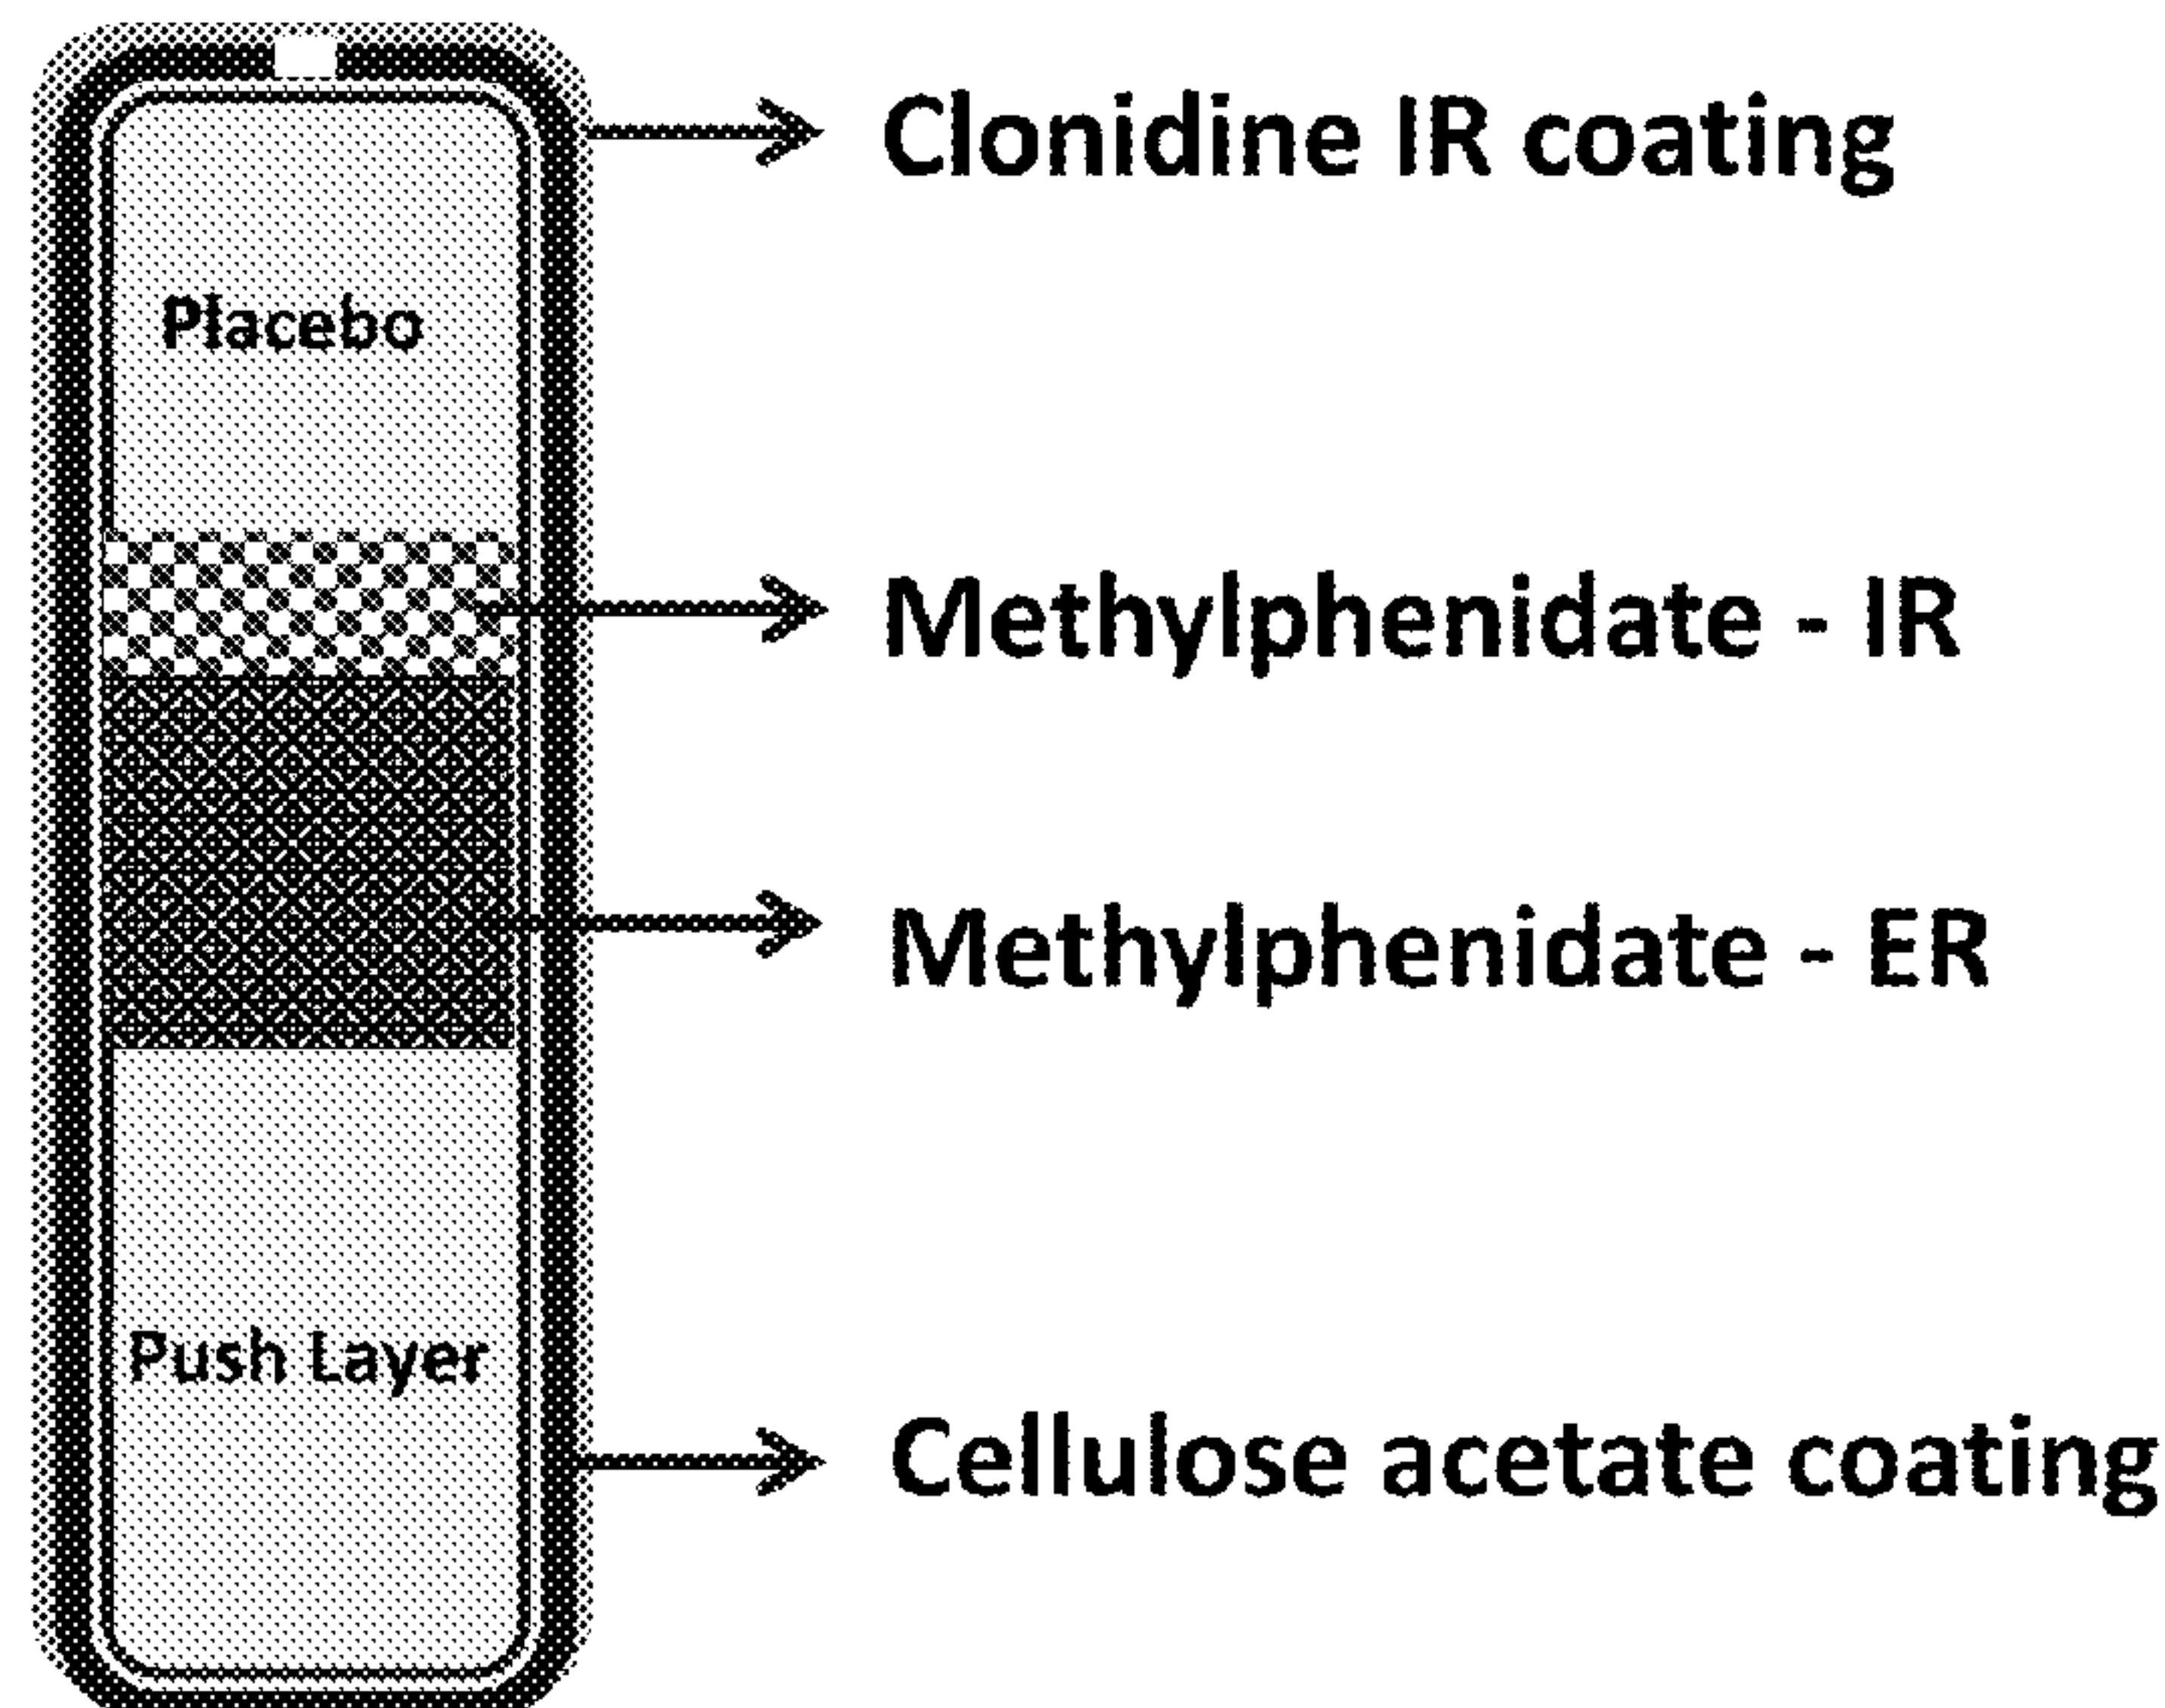 Clonidine IR coating
Placebo
Methylphenidate - IR
Methylphenidate - ER
Push Layer
Cellulose acetate coating